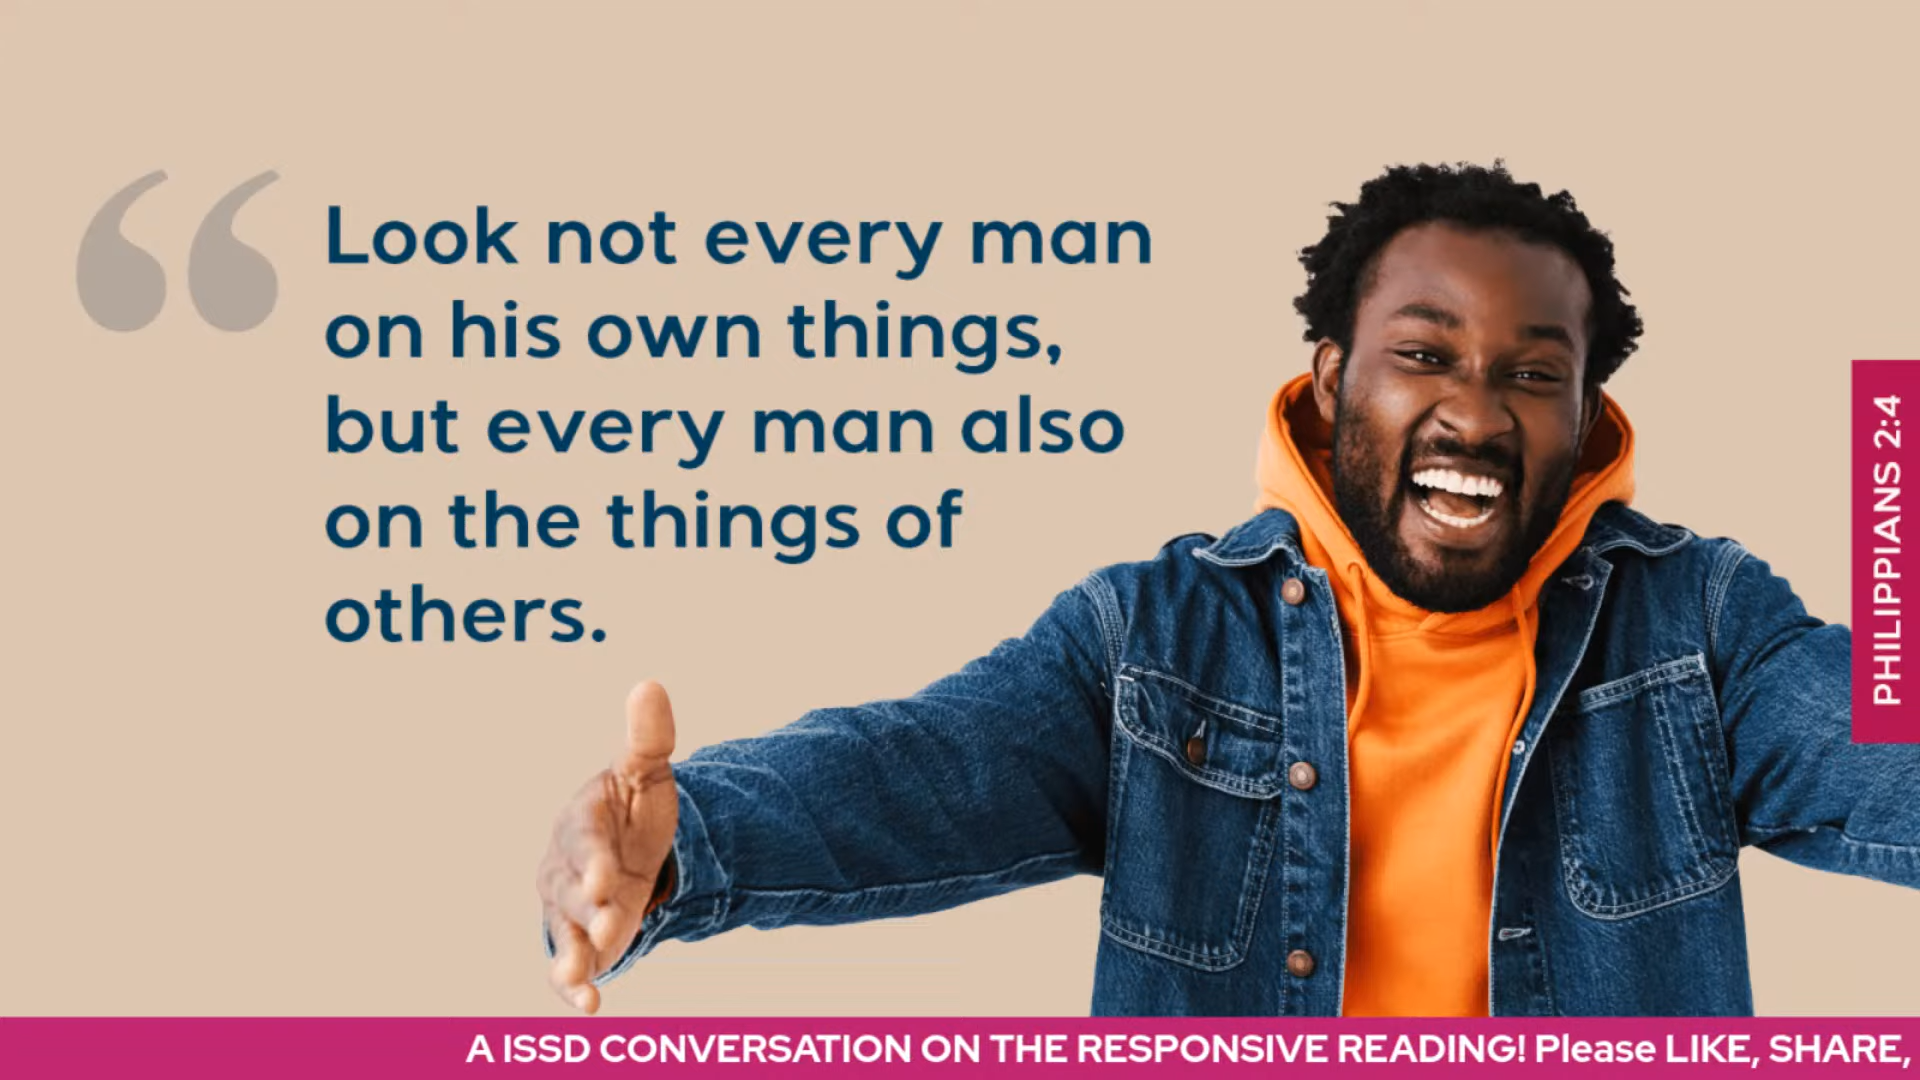 Look not every man
on his own things,
but every man also
on the things of
others.
PHILIPPIANS 2:4
A ISSD CONVERSATION ON THE RESPONSIVE READING! Please LIKE, SHARE,